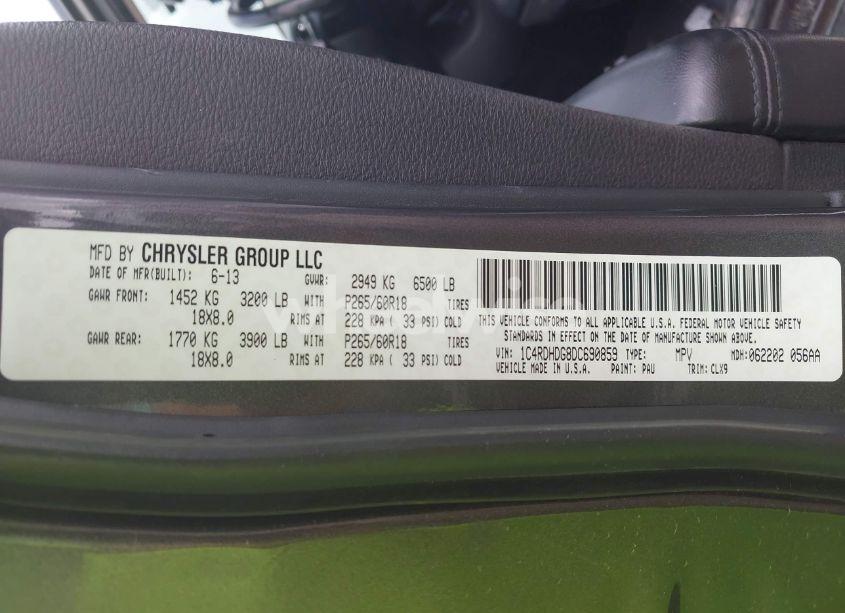 MFD BY CHRYSLER GROUP LLC
DATE OF MFR(BUILT): 6-13 GVWR: 2949 KG 6500 LB
GAWR FRONT: 1452 KG 3200 LB WITH P265/60R18 TIRES
18X8.0 RIMS AT 228 KPA ( 33 PSI) COLD
GAWR REAR: 1770 KG 3900 LB WITH P265/60R18 TIRES
18X8.0 RIMS AT 228 KPA ( 33 PSI) COLD
THIS VEHICLE CONFORMS TO ALL APPLICABLE U.S.A. FEDERAL MOTOR VEHICLE SAFETY
STANDARDS IN EFFECT ON THE DATE OF MANUFACTURE SHOWN ABOVE.
VIN: 1C4RDHDG8DC690859 TYPE: MPV MDH: 062202 056AA
VEHICLE MADE IN U.S.A. PAINT: PAU TRIM: CLX9